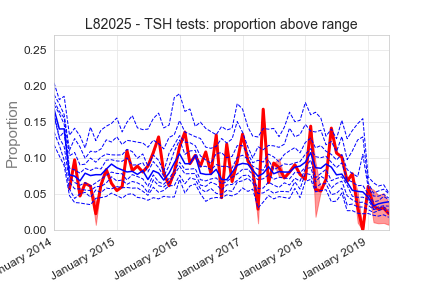 L82025 - TSH tests: proportion above range
Proportion
0.25
0.20
0.15
0.10
0.05
0.00
January 2015
January 2016
January 2017
January 2018
January 2019
2014